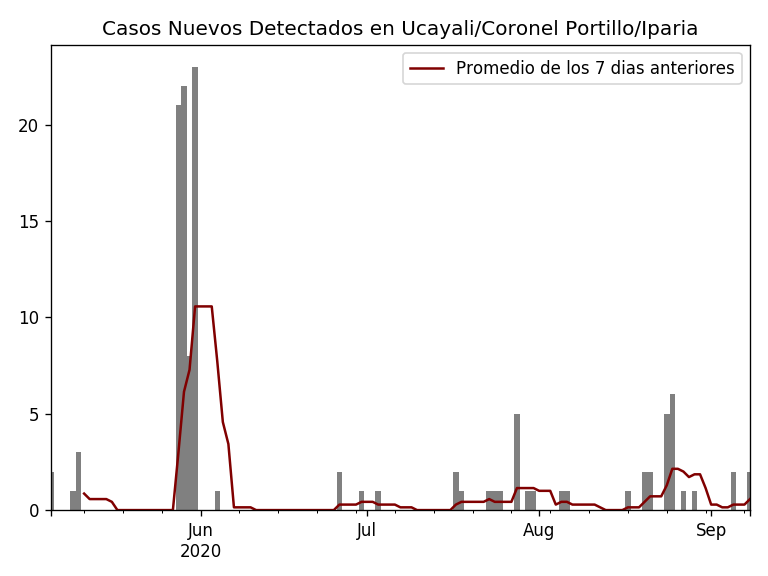 Casos Nuevos Detectados en Ucayali/Coronel Portillo/Iparia
Promedio de los 7 dias anteriores
20
15
10
5
0
Jun
2020
Jul
Aug
Sep